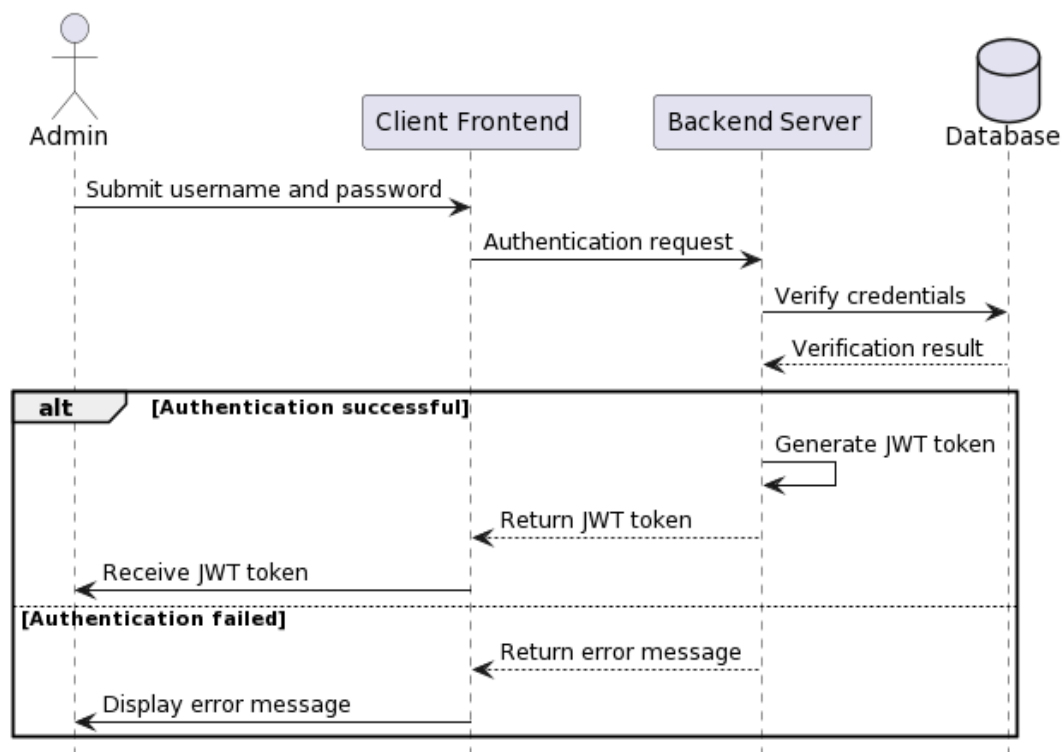 Admin
Client Frontend
Backend Server
Database
Submit username and password
Authentication request
Verify credentials
Verification result
alt
[Authentication successful]
Generate JWT token
Return JWT token
Receive JWT token
[Authentication failed]
Return error message
Display error message